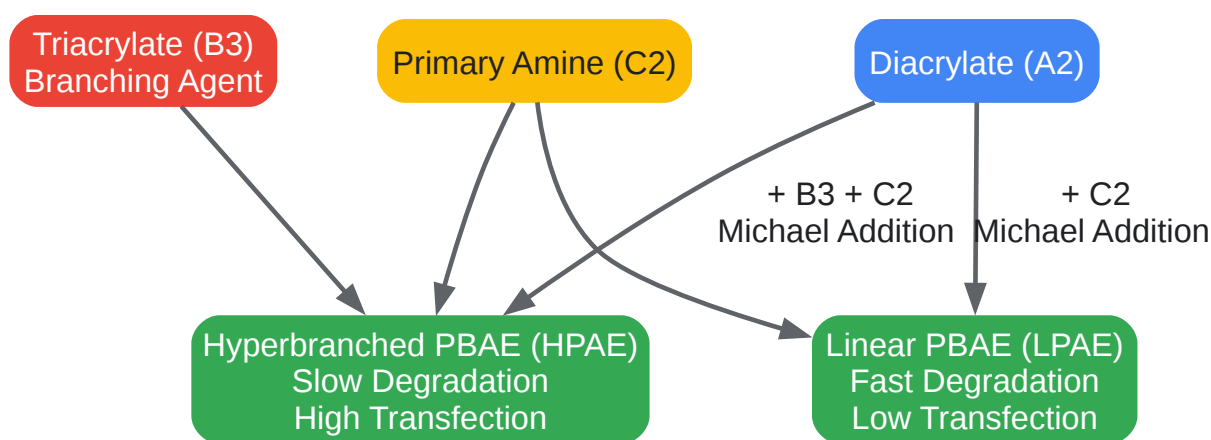 Triacrylate (B3)
Branching Agent
Primary Amine (C2)
Diacrylate (A2)
+ B3 + C2
Michael Addition
+ C2
Michael Addition
Hyperbranched PBAE (HPAE)
Slow Degradation
High Transfection
Linear PBAE (LPAE)
Fast Degradation
Low Transfection